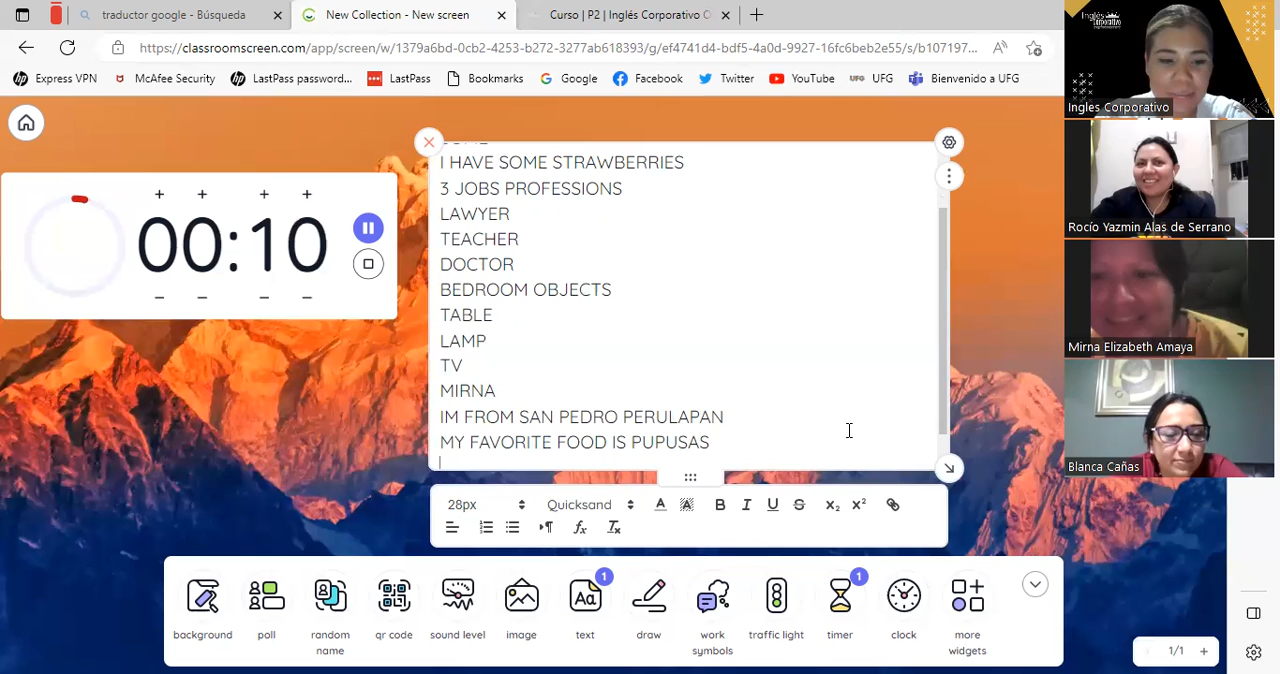 traductor google - Búsqueda
New Collection - New screen
Curso | P2 | Inglés Corporativo
https://classroomscreen.com/app/screen/w/1379a6bd-0cb2-4253-b272-3277ab618393/g/ef4741d4-bdf5-4a0d-9927-16fc6beb2e55/s/b107197...
Express VPN
McAfee Security
LastPass password...
LastPass
Bookmarks
Google
Facebook
Twitter
YouTube
UFG
Bienvenido a UFG
I HAVE SOME STRAWBERRIES
3 JOBS PROFESSIONS
LAWYER
TEACHER
DOCTOR
BEDROOM OBJECTS
TABLE
LAMP
TV
MIRNA
IM FROM SAN PEDRO PERULAPAN
MY FAVORITE FOOD IS PUPUSAS
00:10
28px
Quicksand
background
poll
random name
qr code
sound level
image
text
1
draw
work symbols
traffic light
timer
1
clock
more widgets
1/1
Inglés Corporativo
Ingles Corporativo
Rocío Yazmin Alas de Serrano
Mirna Elizabeth Amaya
Blanca Cañas